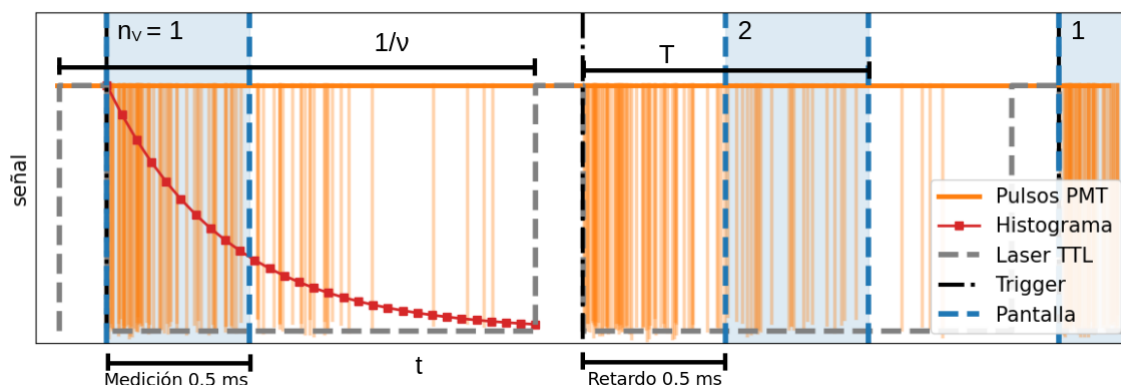 n_V = 1
1/ν
T
2
1
señal
Pulsos PMT
Histograma
Laser TTL
Trigger
Pantalla
t
Medición 0.5 ms
Retardo 0.5 ms